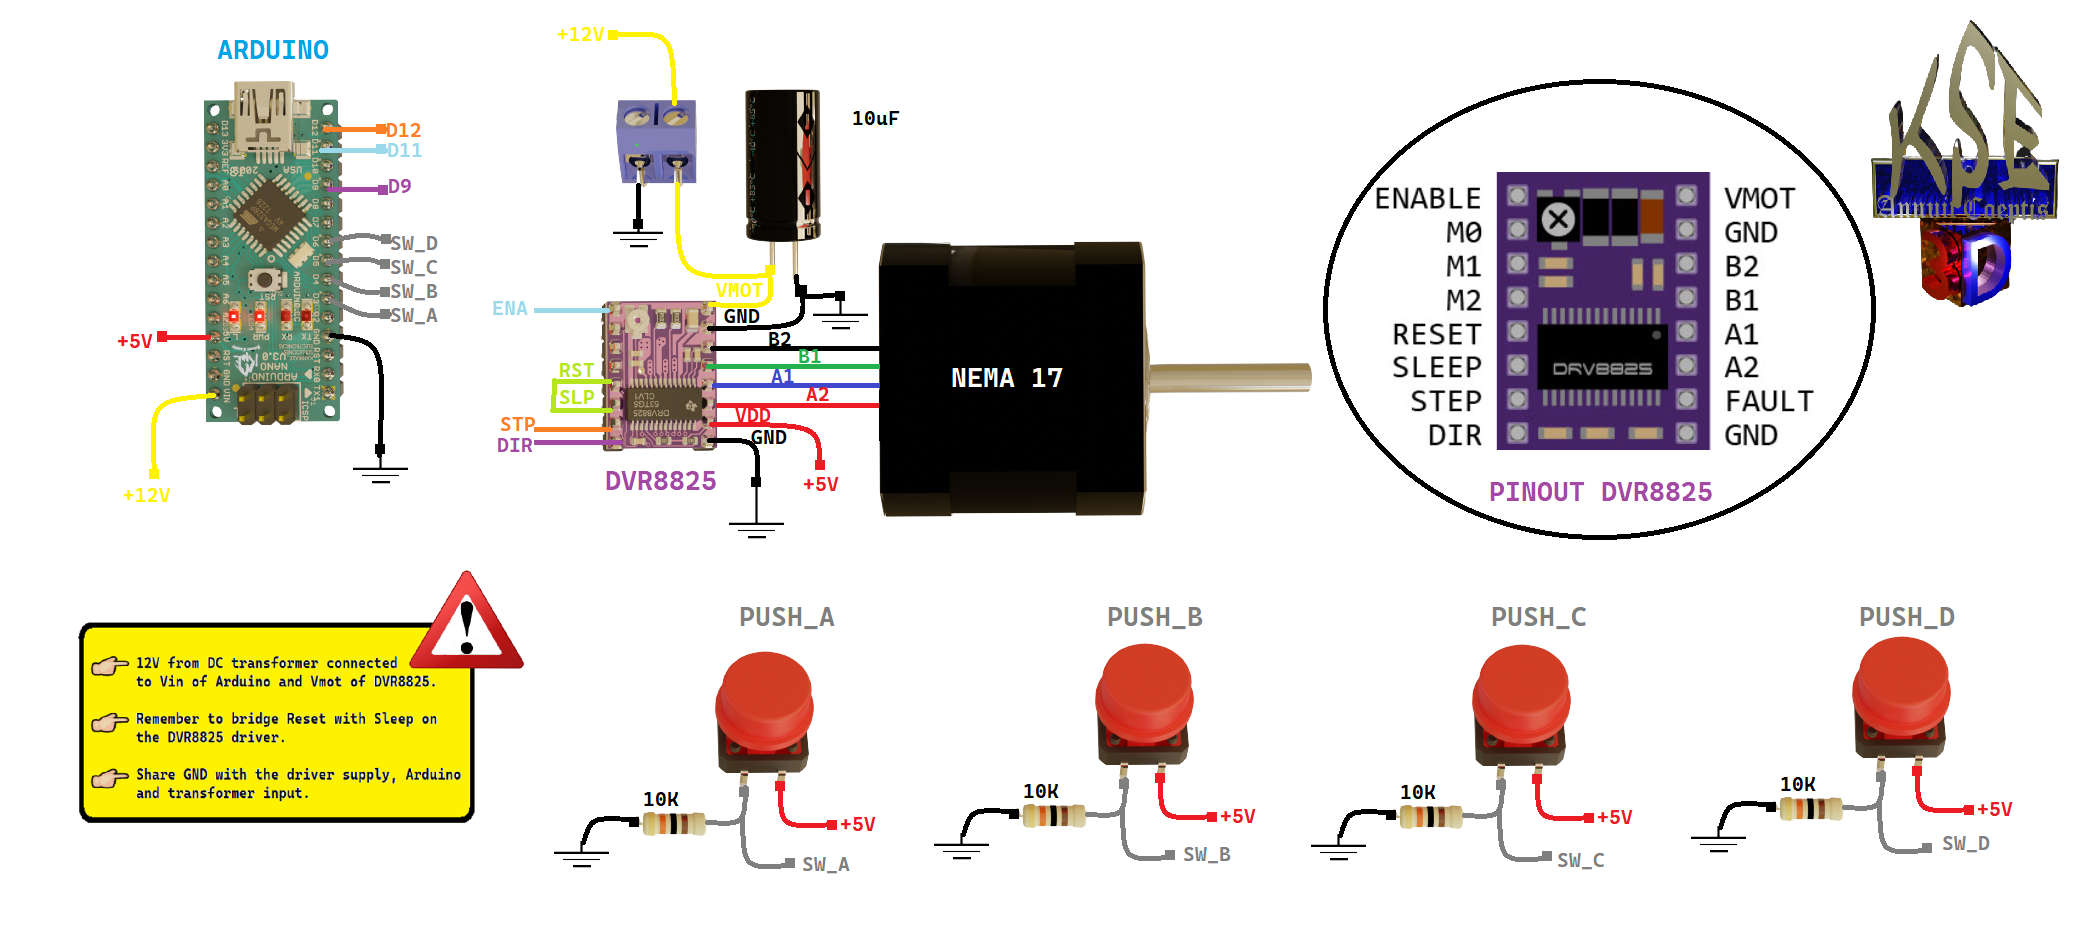 ARDUINO
D12
D11
D9
SW_D
SW_C
SW_B
SW_A
+5V
+12V
+12V
10uF
ENA
VMOT
GND
B2
B1
A1
A2
VDD
GND
RST
SLP
STP
DIR
+5V
DVR8825
NEMA 17
ENABLE
M0
M1
M2
RESET
SLEEP
STEP
DIR
DRV8825
VMOT
GND
B2
B1
A1
A2
FAULT
GND
PINOUT DVR8825
KSE
Annuit Coeptis
3D
12V from DC transformer connected
to Vin of Arduino and Vmot of DVR8825.
Remember to bridge Reset with Sleep on
the DVR8825 driver.
Share GND with the driver supply, Arduino
and transformer input.
PUSH_A
10K
+5V
SW_A
PUSH_B
10K
+5V
SW_B
PUSH_C
10K
+5V
SW_C
PUSH_D
10K
+5V
SW_D